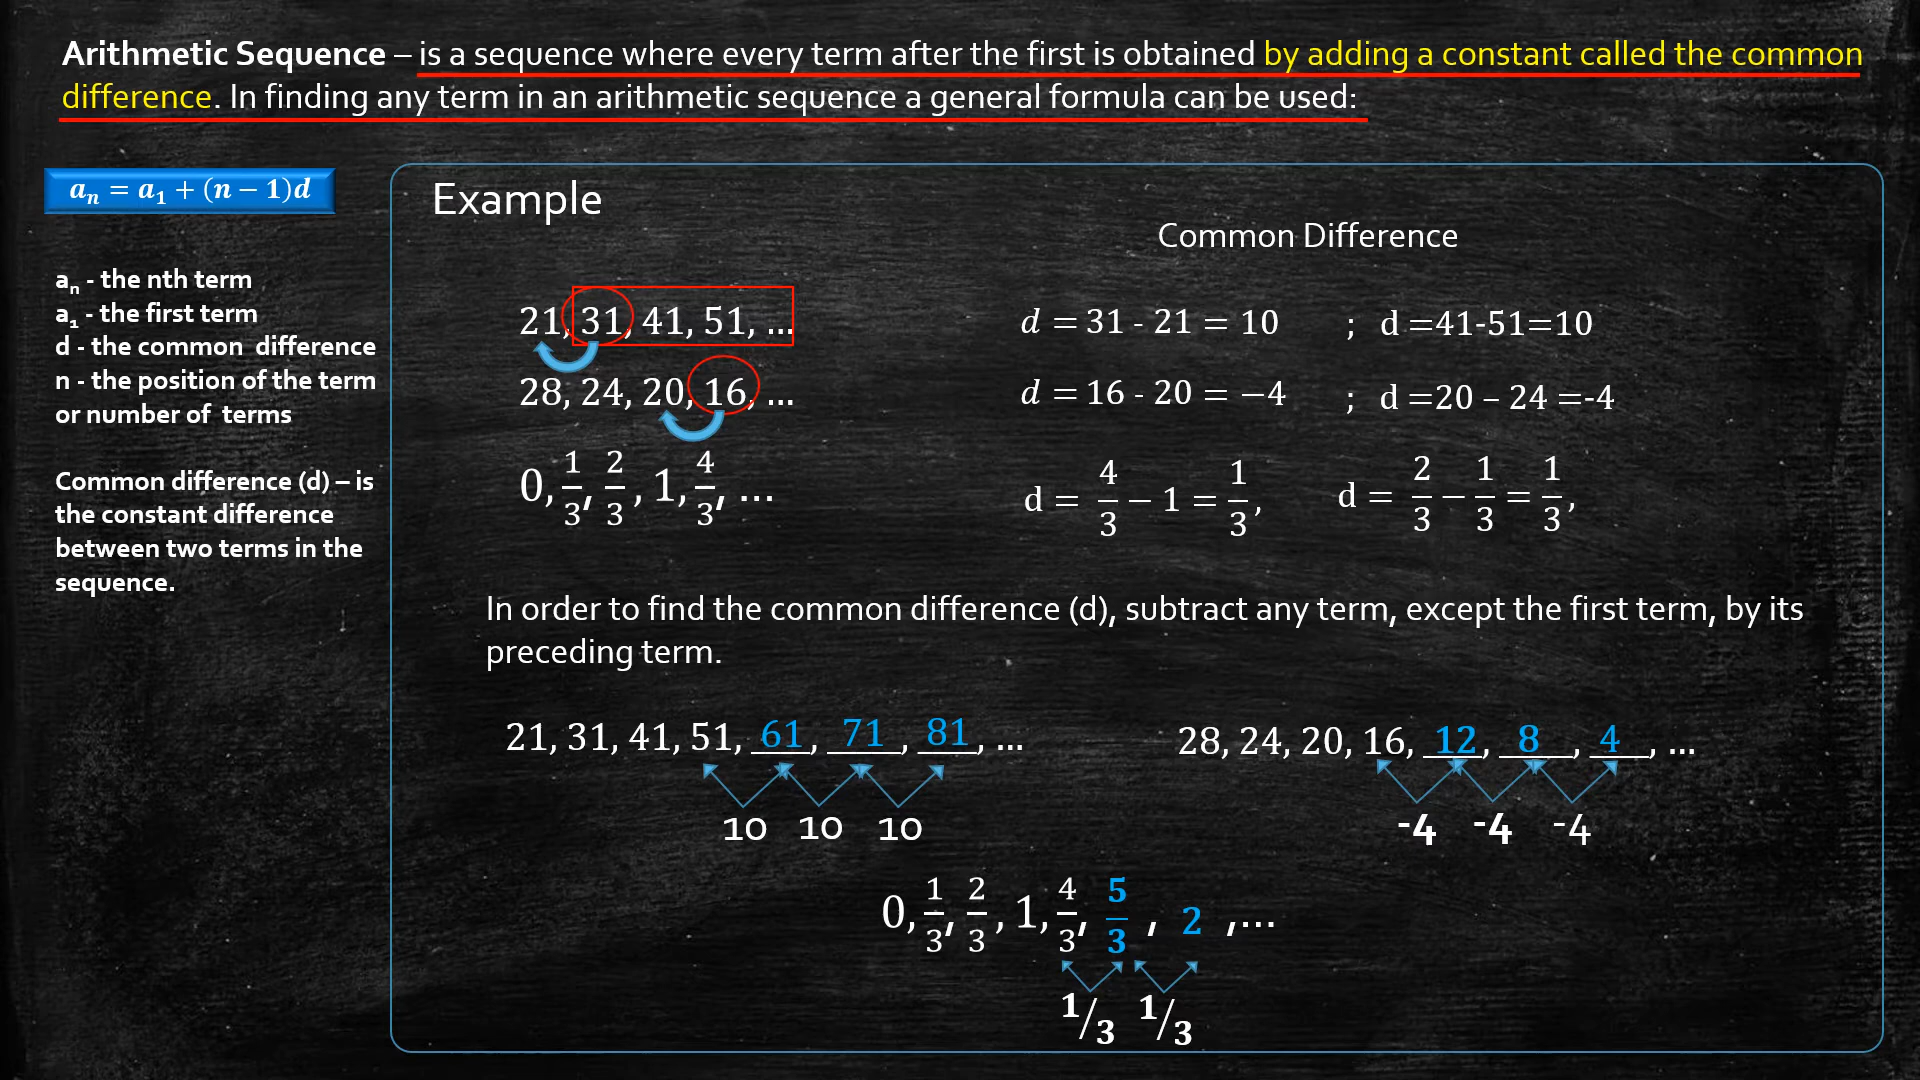 Arithmetic Sequence – is a sequence where every term after the first is obtained by adding a constant called the common
difference. In finding any term in an arithmetic sequence a general formula can be used:
aₙ = a₁ + (n − 1)d
aₙ - the nth term
a₁ - the first term
d - the common difference
n - the position of the term
or number of terms
Common difference (d) – is
the constant difference
between two terms in the
sequence.
Example
Common Difference
21, 31, 41, 51, ... d = 31 - 21 = 10 ; d =41-51=10
28, 24, 20, 16, ... d = 16 - 20 = −4 ; d =20 – 24 =-4
0, 1/3, 2/3, 1, 4/3, ... d = 4/3 − 1 = 1/3, d = 2/3 − 1/3 = 1/3,
In order to find the common difference (d), subtract any term, except the first term, by its
preceding term.
21, 31, 41, 51, 61, 71, 81, ...
10 10 10
28, 24, 20, 16, 12, 8, 4, ...
-4 -4 -4
0, 1/3, 2/3, 1, 4/3, 5/3, 2, ...
1/3 1/3